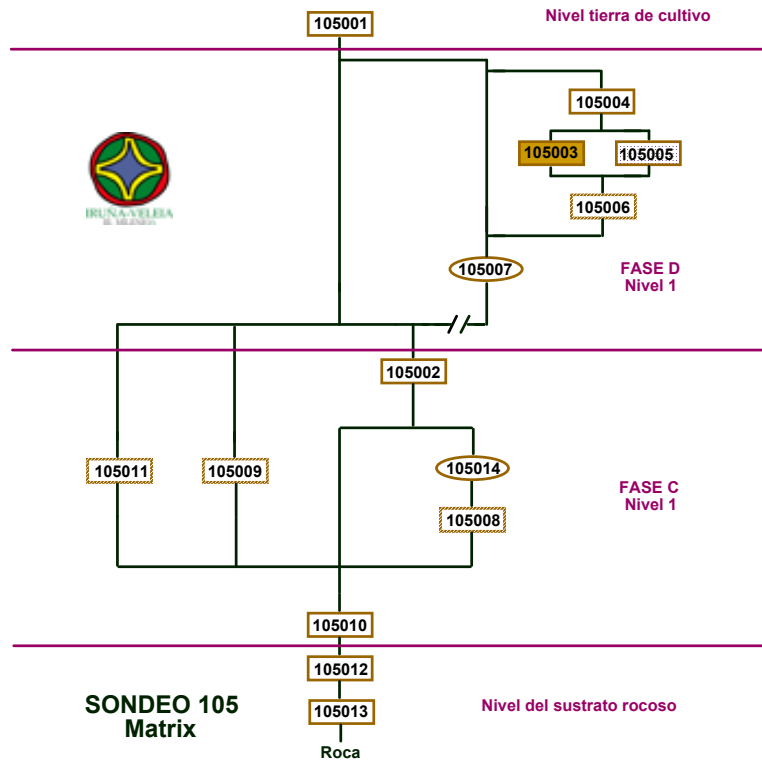 105001
Nivel tierra de cultivo
105004
105003
105005
IRUÑA-VELEIA
105006
105007
FASE D
Nivel 1
105002
105011
105009
105014
FASE C
Nivel 1
105008
105010
105012
SONDEO 105
Matrix
105013
Nivel del sustrato rocoso
Roca